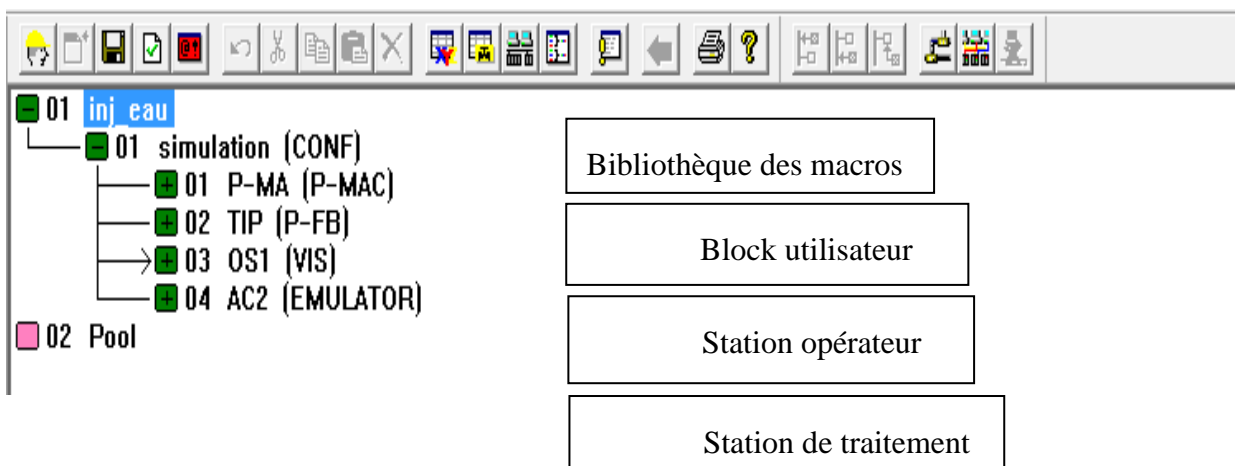 01 inj_eau
01 simulation (CONF)
Bibliothèque des macros
01 P-MA (P-MAC)
02 TIP (P-FB)
Block utilisateur
03 OS1 (VIS)
04 AC2 (EMULATOR)
02 Pool
Station opérateur
Station de traitement